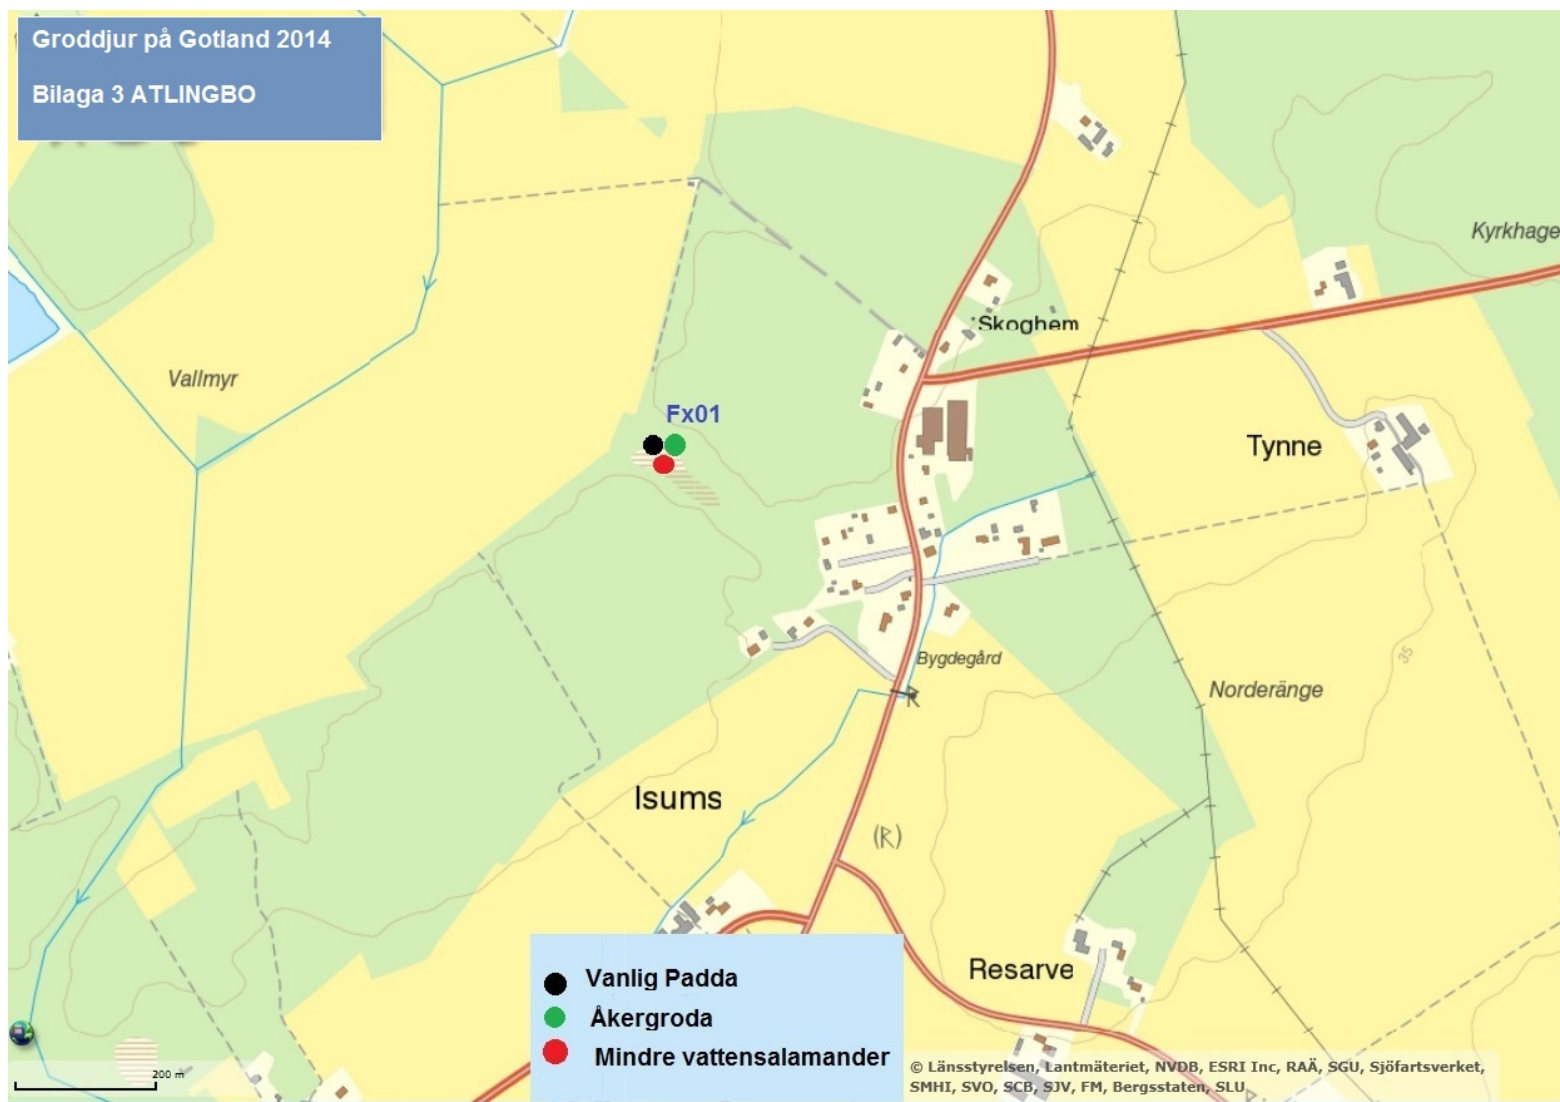 Groddjur på Gotland 2014
Bilaga 3 ATLINGBO
Kyrkhage
Skoghem
Vallmyr
Fx01
Tynne
Bygdegård
35
Norderänge
R
Isums
(R)
Resarve
Vanlig Padda
Åkergroda
Mindre vattensalamander
200 m
© Länsstyrelsen, Lantmäteriet, NVDB, ESRI Inc, RAÄ, SGU, Sjöfartsverket,
SMHI, SVO, SCB, SJV, FM, Bergsstaten, SLU